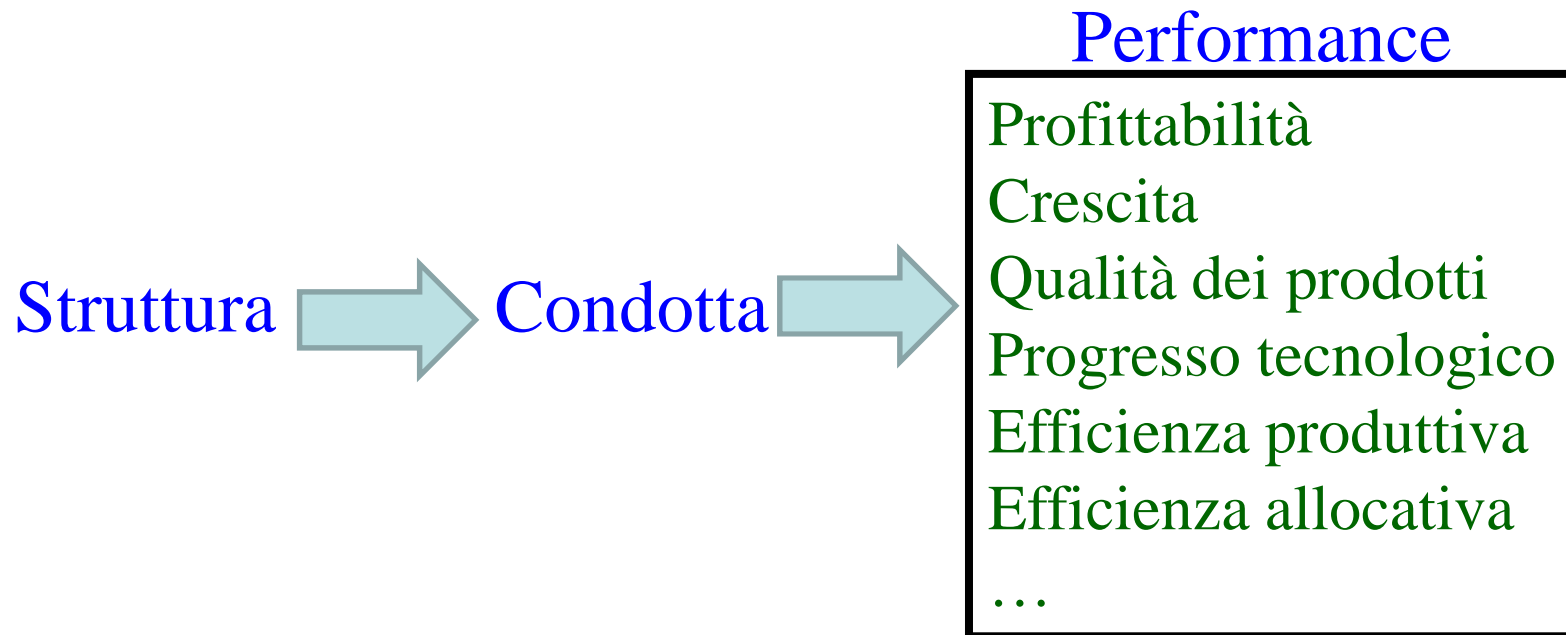 Performance
Profittabilità
Crescita
Qualità dei prodotti
Struttura
Condotta
Progresso tecnologico
Efficienza produttiva
Efficienza allocativa
…